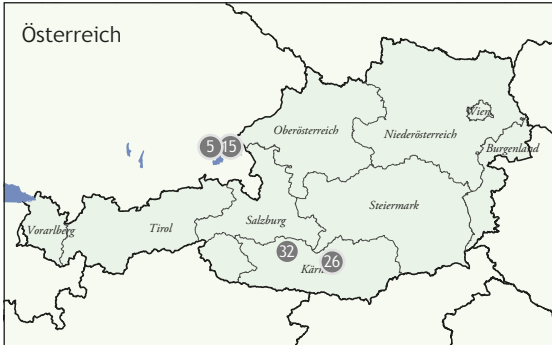 Österreich
Oberösterreich
Niederösterreich
Wien
Burgenland
5
15
Steiermark
Salzburg
Vorarlberg
Tirol
32
26